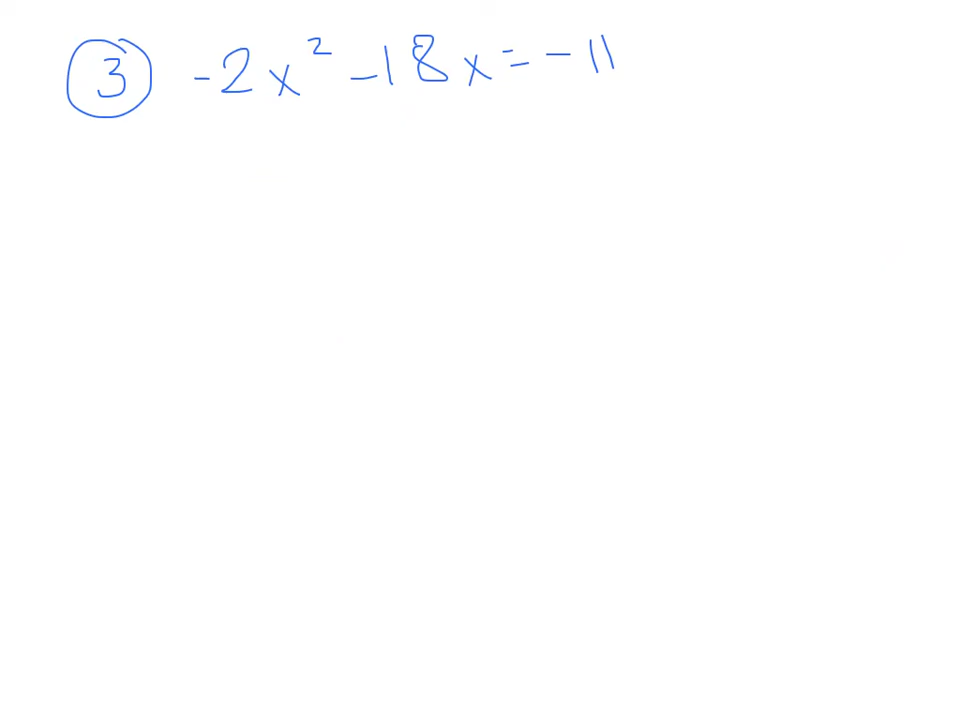 ③ -2x² -18x = -11